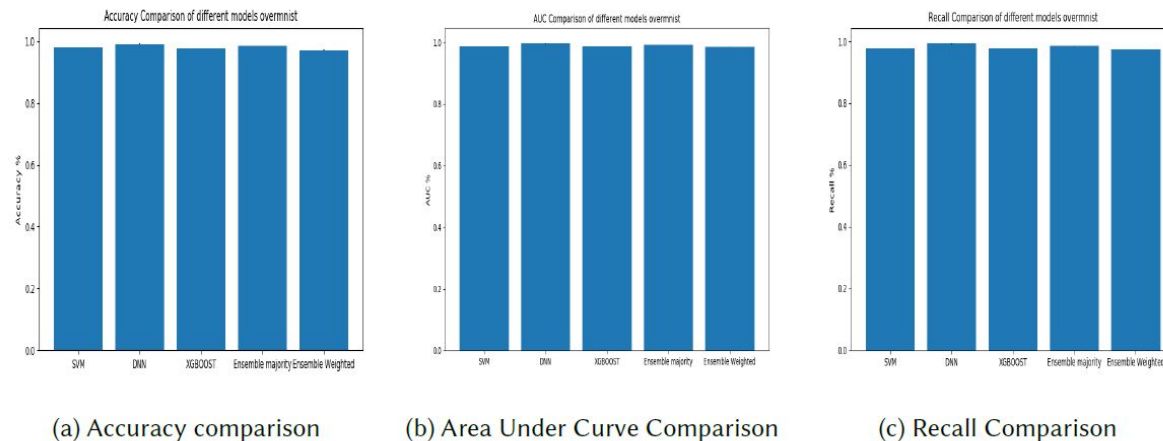 Accuracy Comparison of different models overmnist
Accuracy %
1.0
0.8
0.6
0.4
0.2
0.0
SVM DNN XGBOOST Ensemble majority Ensemble Weighted
(a) Accuracy comparison
AUC Comparison of different models overmnist
AUC %
1.0
0.8
0.6
0.4
0.2
0.0
SVM DNN XGBOOST Ensemble majority Ensemble Weighted
(b) Area Under Curve Comparison
Recall Comparison of different models overmnist
Recall %
1.0
0.8
0.6
0.4
0.2
0.0
SVM DNN XGBOOST Ensemble majority Ensemble Weighted
(c) Recall Comparison